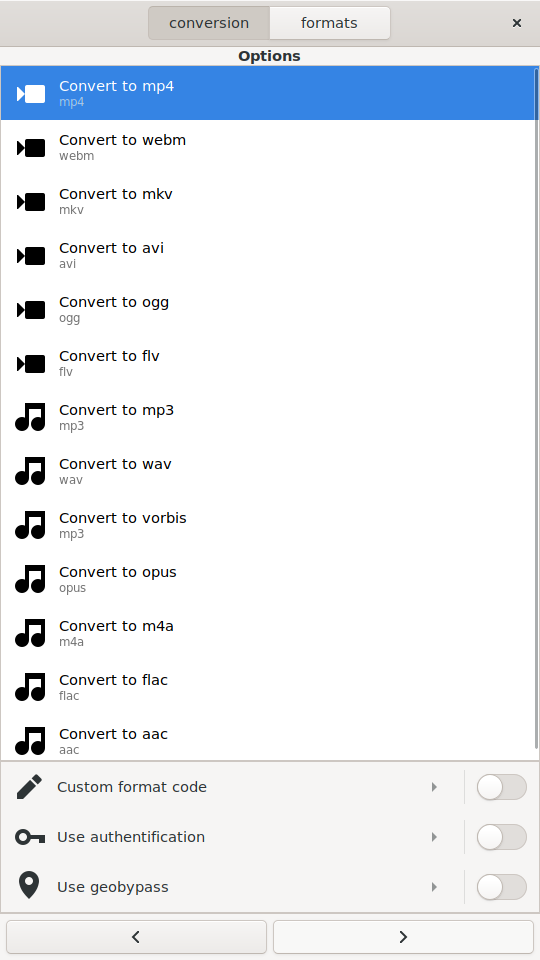 conversion
formats
Options
Convert to mp4
mp4
Convert to webm
webm
Convert to mkv
mkv
Convert to avi
avi
Convert to ogg
ogg
Convert to flv
flv
Convert to mp3
mp3
Convert to wav
wav
Convert to vorbis
mp3
Convert to opus
opus
Convert to m4a
m4a
Convert to flac
flac
Convert to aac
aac
Custom format code
Use authentification
Use geobypass